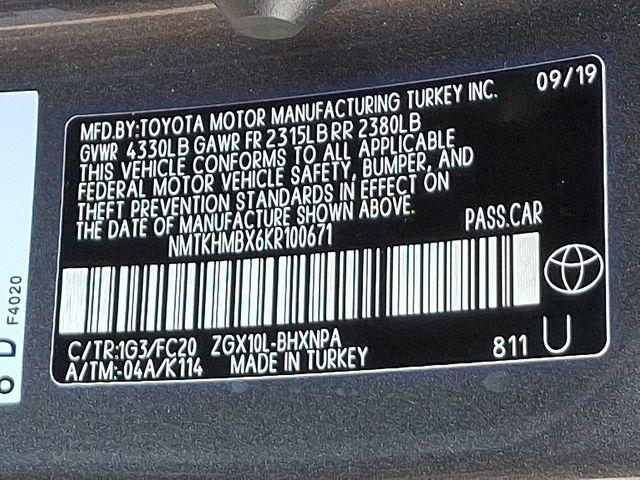 09/19
MFD.BY:TOYOTA MOTOR MANUFACTURING TURKEY INC.
GVWR 4330LB GAWR FR 2315LB RR 2380LB
THIS VEHICLE CONFORMS TO ALL APPLICABLE
FEDERAL MOTOR VEHICLE SAFETY, BUMPER, AND
THEFT PREVENTION STANDARDS IN EFFECT ON
THE DATE OF MANUFACTURE SHOWN ABOVE.
NMTKHMBX6KR100671 PASS.CAR
C/TR:1G3/FC20 ZGX10L-BHXNPA
A/TM:-04A/K114 MADE IN TURKEY
811 U
F4020